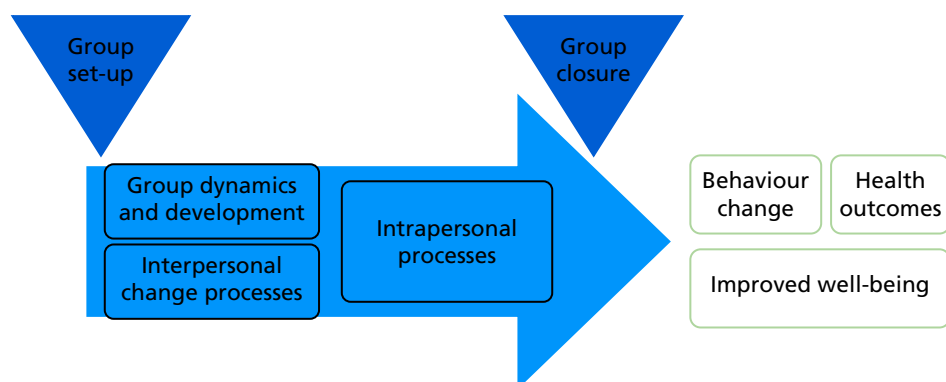 Group
set-up
Group
closure
Group dynamics
and development
Interpersonal
change processes
Intrapersonal
processes
Behaviour
change
Health
outcomes
Improved well-being